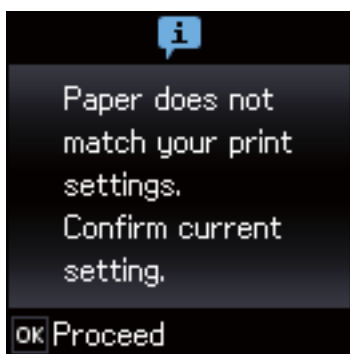 i
Paper does not
match your print
settings.
Confirm current
setting.
OK Proceed